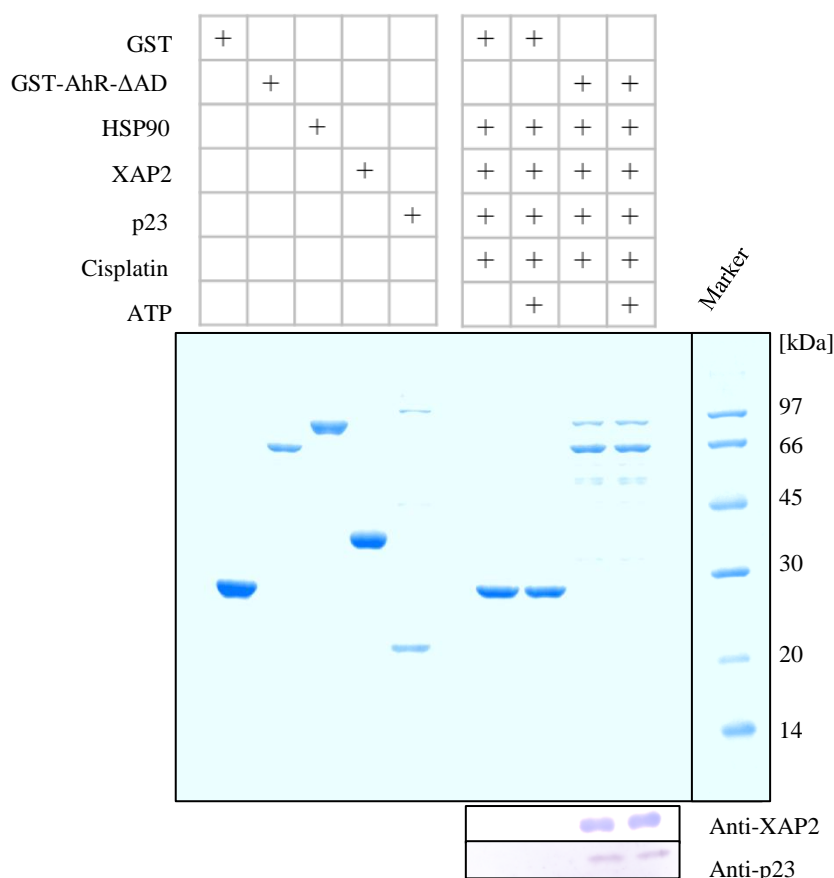 GST + + +
GST-AhR-ΔAD + + +
HSP90 + + + + +
XAP2 + + + + +
p23 + + + + +
Cisplatin + + + +
ATP + +
Marker
[kDa]
97
66
45
30
20
14
Anti-XAP2
Anti-p23